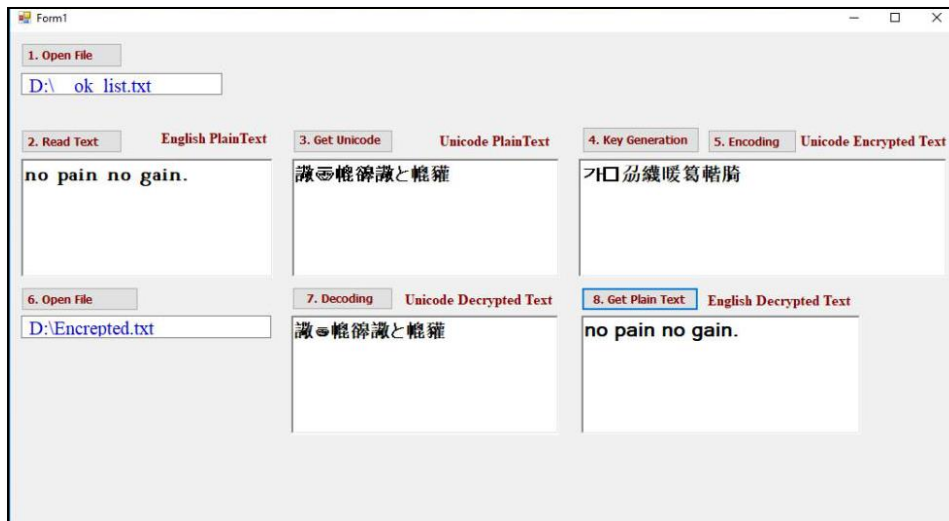 Form1
1. Open File
D:\ ok list.txt
2. Read Text English PlainText 3. Get Unicode Unicode PlainText 4. Key Generation 5. Encoding Unicode Encrypted Text
no pain no gain.
6. Open File 7. Decoding Unicode Decrypted Text 8. Get Plain Text English Decrypted Text
D:\Encrepted.txt
no pain no gain.